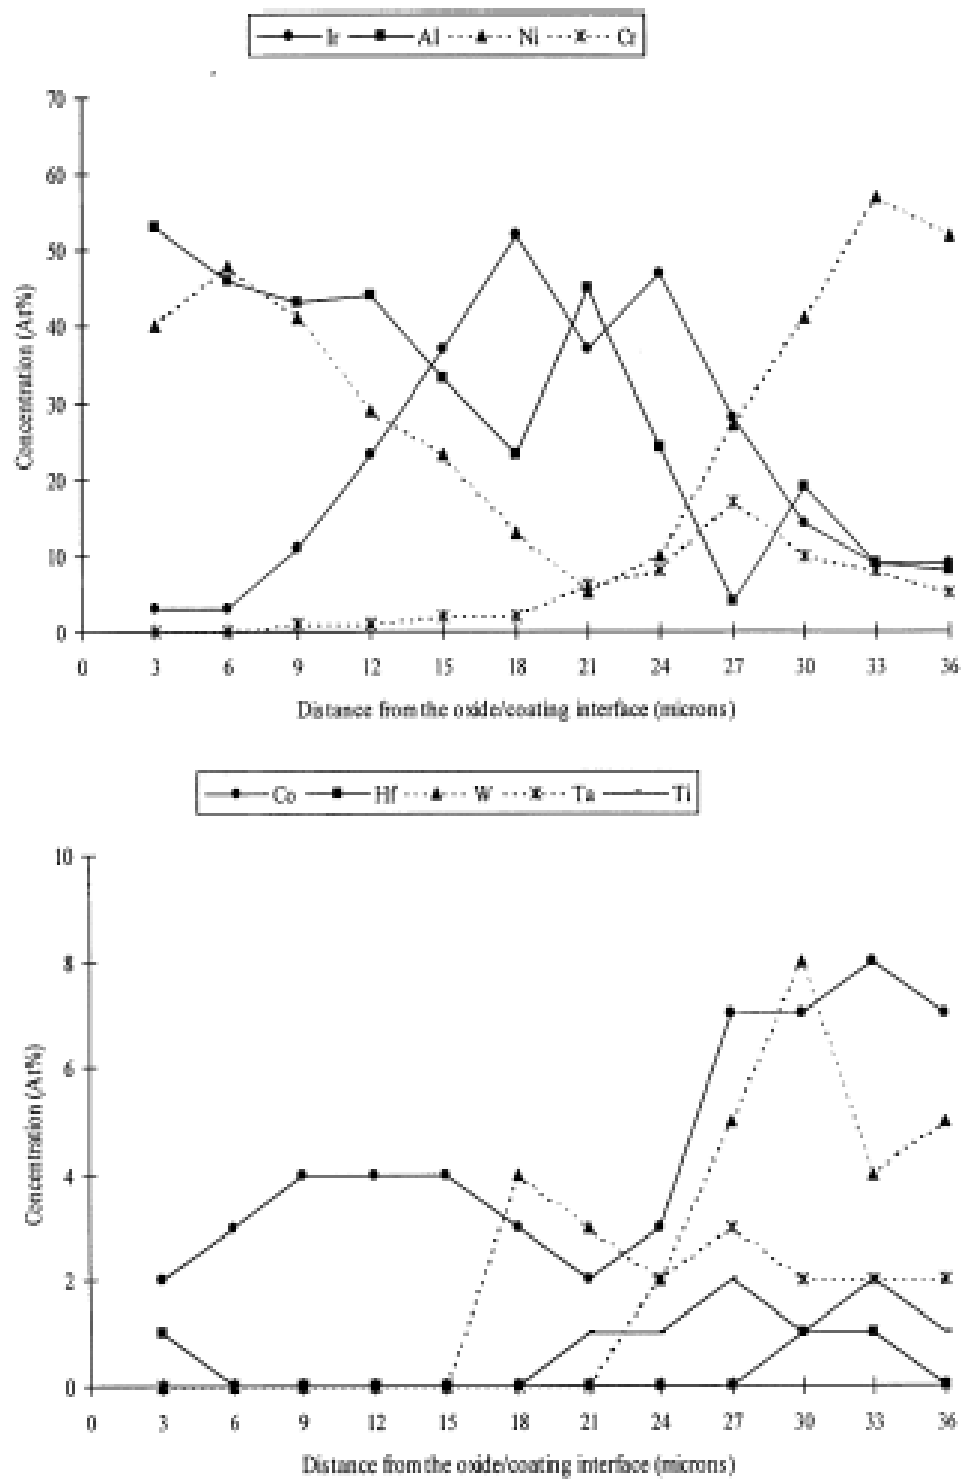 Ir Al Ni Cr
70
60
50
40
30
20
10
0
Concentration (At%)
0 3 6 9 12 15 18 21 24 27 30 33 36
Distance from the oxide/coating interface (microns)
Co Hf W Ta Ti
10
8
6
4
2
0
Concentration (At%)
0 3 6 9 12 15 18 21 24 27 30 33 36
Distance from the oxide/coating interface (microns)